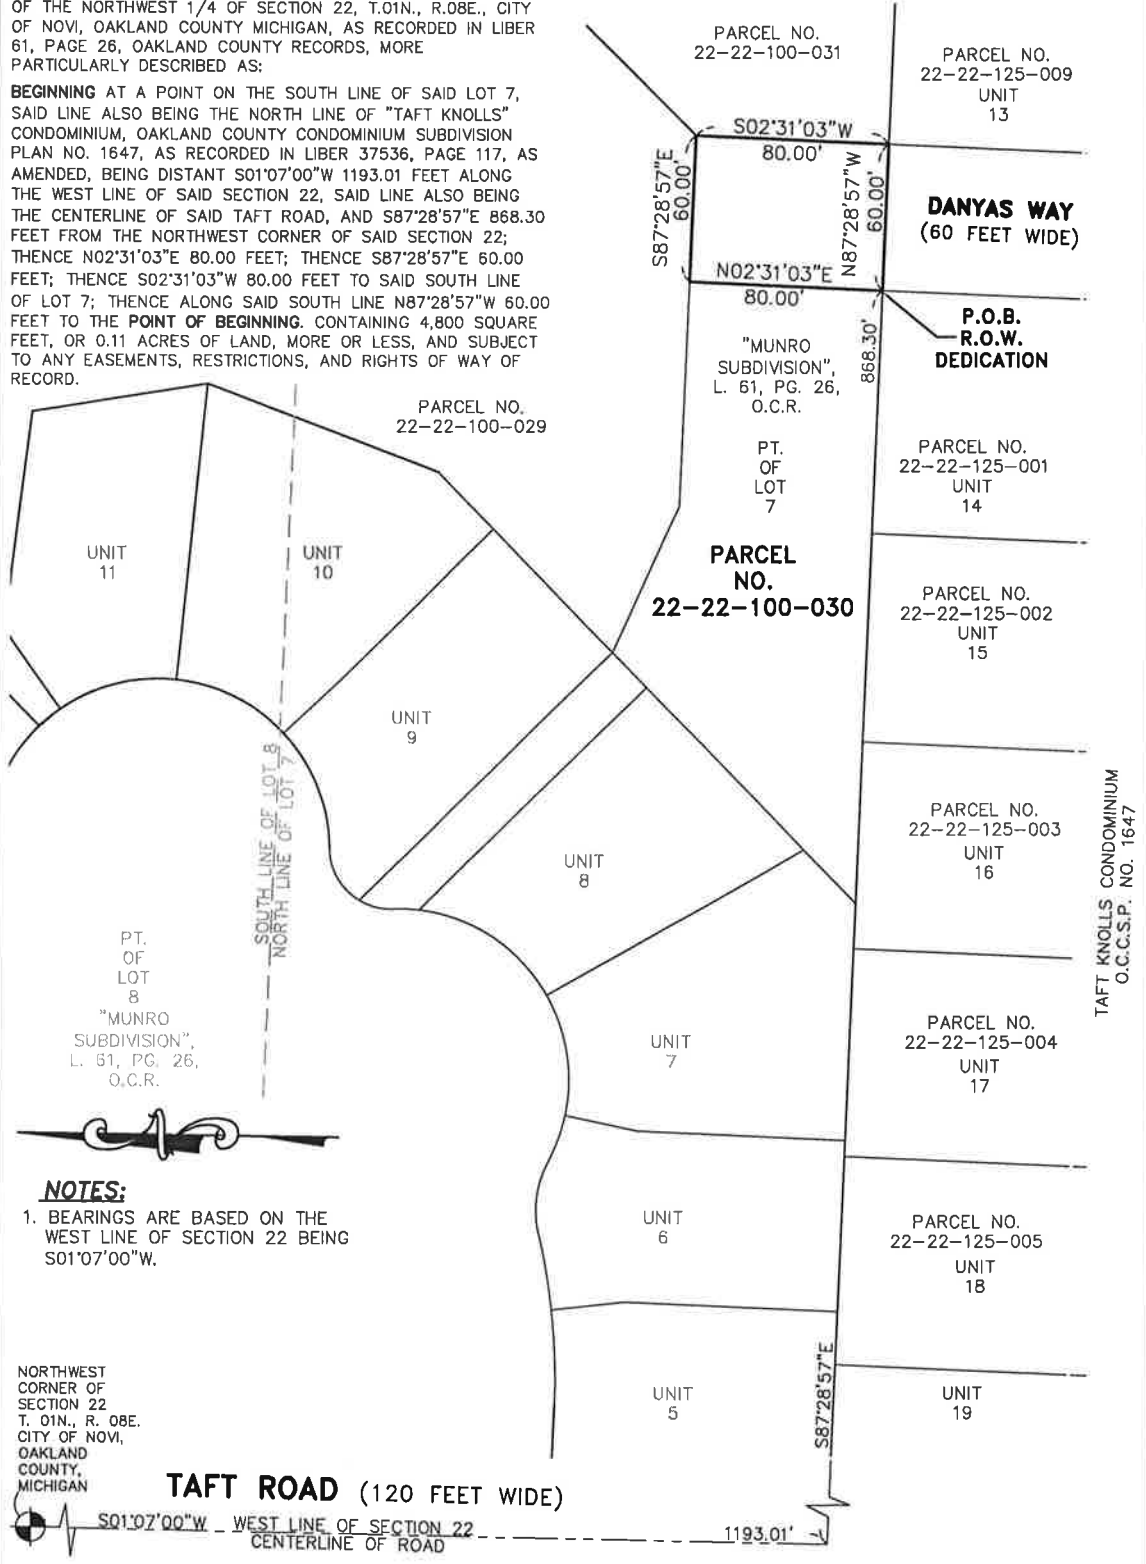 OF THE NORTHWEST 1/4 OF SECTION 22, T.01N., R.08E., CITY
OF NOVI, OAKLAND COUNTY MICHIGAN, AS RECORDED IN LIBER
61, PAGE 26, OAKLAND COUNTY RECORDS, MORE
PARTICULARLY DESCRIBED AS:
BEGINNING AT A POINT ON THE SOUTH LINE OF SAID LOT 7,
SAID LINE ALSO BEING THE NORTH LINE OF "TAFT KNOLLS"
CONDOMINIUM, OAKLAND COUNTY CONDOMINIUM SUBDIVISION
PLAN NO. 1647, AS RECORDED IN LIBER 37536, PAGE 117, AS
AMENDED, BEING DISTANT S01°07'00"W 1193.01 FEET ALONG
THE WEST LINE OF SAID SECTION 22, SAID LINE ALSO BEING
THE CENTERLINE OF SAID TAFT ROAD, AND S87°28'57"E 868.30
FEET FROM THE NORTHWEST CORNER OF SAID SECTION 22;
THENCE N02°31'03"E 80.00 FEET; THENCE S87°28'57"E 60.00
FEET; THENCE S02°31'03"W 80.00 FEET TO SAID SOUTH LINE
OF LOT 7; THENCE ALONG SAID SOUTH LINE N87°28'57"W 60.00
FEET TO THE POINT OF BEGINNING. CONTAINING 4,800 SQUARE
FEET, OR 0.11 ACRES OF LAND, MORE OR LESS, AND SUBJECT
TO ANY EASEMENTS, RESTRICTIONS, AND RIGHTS OF WAY OF
RECORD.
PARCEL NO.
22-22-100-031
PARCEL NO.
22-22-125-009
UNIT
13
S02°31'03"W
80.00'
S87°28'57"E
60.00'
N87°28'57"W
60.00'
N02°31'03"E
80.00'
DANYAS WAY
(60 FEET WIDE)
P.O.B.
R.O.W.
DEDICATION
868.30'
"MUNRO
SUBDIVISION",
L. 61, PG. 26,
O.C.R.
PT.
OF
LOT
7
PARCEL
NO.
22-22-100-030
PARCEL NO.
22-22-100-029
PARCEL NO.
22-22-125-001
UNIT
14
UNIT
11
UNIT
10
PARCEL NO.
22-22-125-002
UNIT
15
UNIT
9
SOUTH LINE OF LOT 8
NORTH LINE OF LOT 7
UNIT
8
PARCEL NO.
22-22-125-003
UNIT
16
TAFT KNOLLS CONDOMINIUM
O.C.C.S.P. NO. 1647
PT.
OF
LOT
8
"MUNRO
SUBDIVISION",
L. 61, PG. 26,
O.C.R.
UNIT
7
PARCEL NO.
22-22-125-004
UNIT
17
N
NOTES:
1. BEARINGS ARE BASED ON THE
WEST LINE OF SECTION 22 BEING
S01°07'00"W.
UNIT
6
PARCEL NO.
22-22-125-005
UNIT
18
UNIT
5
S87°28'57"E
UNIT
19
NORTHWEST
CORNER OF
SECTION 22
T. 01N., R. 08E.
CITY OF NOVI,
OAKLAND
COUNTY,
MICHIGAN
TAFT ROAD (120 FEET WIDE)
S01°07'00"W WEST LINE OF SECTION 22
CENTERLINE OF ROAD
1193.01'